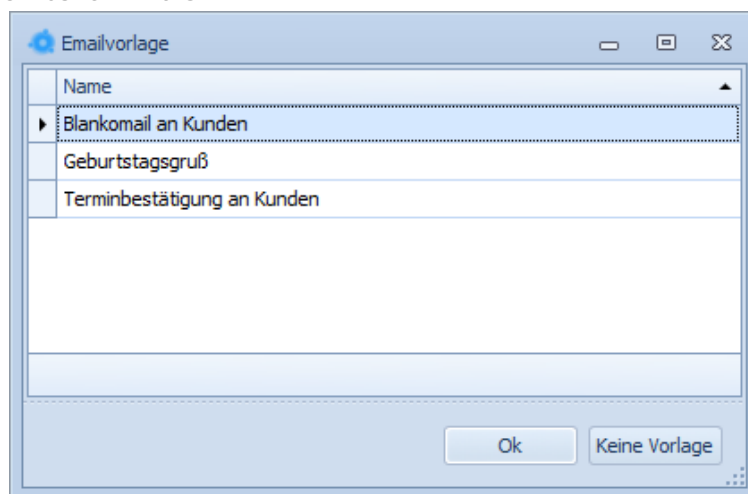 Emailvorlage
Name
Blankomail an Kunden
Geburtstagsgruß
Terminbestätigung an Kunden
Ok
Keine Vorlage